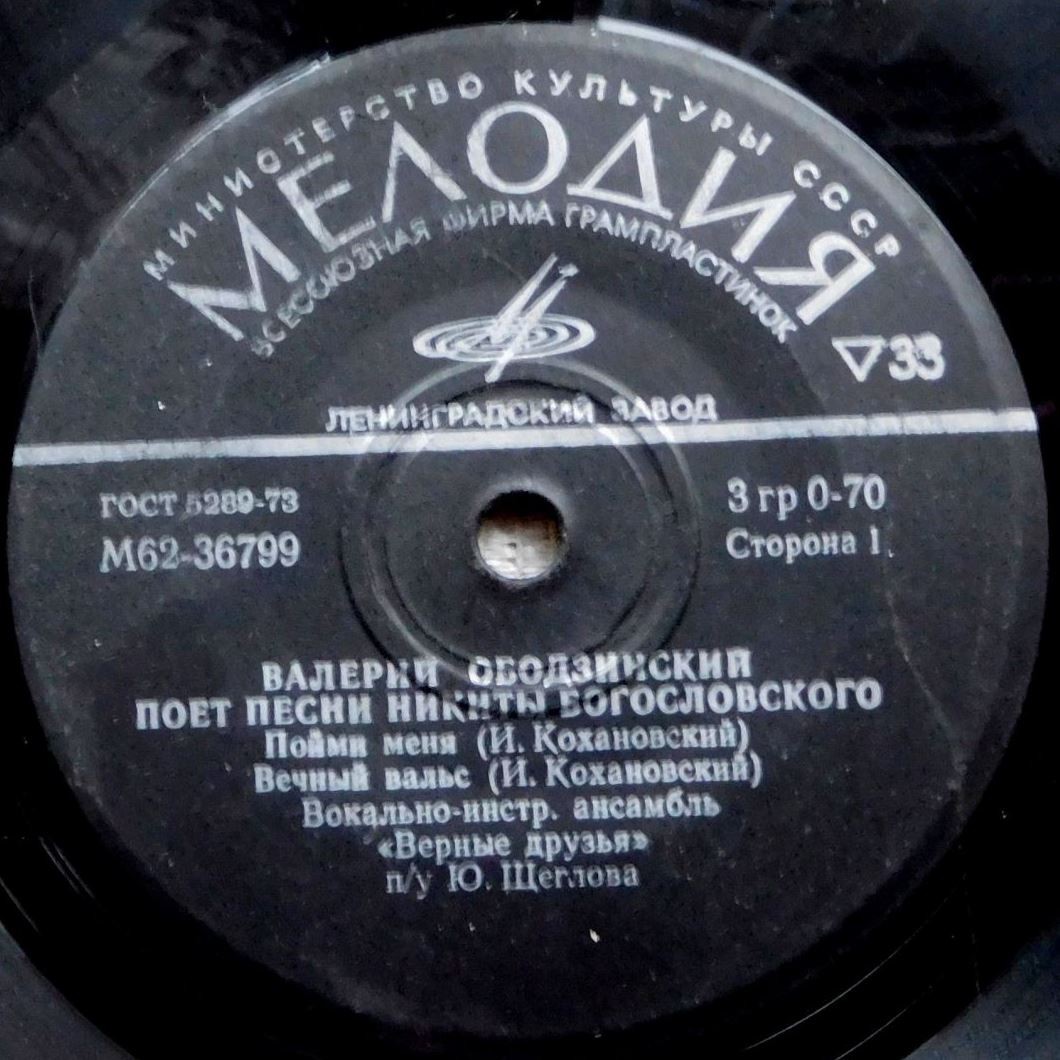 МИНИСТЕРСТВО КУЛЬТУРЫ СССР
МЕЛОДИЯ
ВСЕСОЮЗНАЯ ФИРМА ГРАМПЛАСТИНОК
▽33
ЛЕНИНГРАДСКИЙ ЗАВОД
ГОСТ 5289-73
М62-36799
3 гр 0-70
Сторона 1
ВАЛЕРИЙ ОБОДЗИНСКИЙ
ПОЕТ ПЕСНИ НИКИТЫ БОГОСЛОВСКОГО
Пойми меня (И. Кохановский)
Вечный вальс (И. Кохановский)
Вокально-инстр. ансамбль
«Верные друзья»
п/у Ю. Щеглова